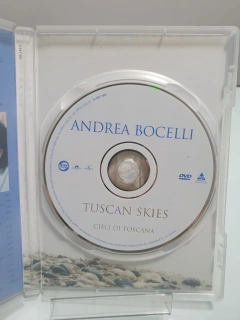 ANDREA BOCELLI
DVD
TUSCAN SKIES
CIELI DI TOSCANA